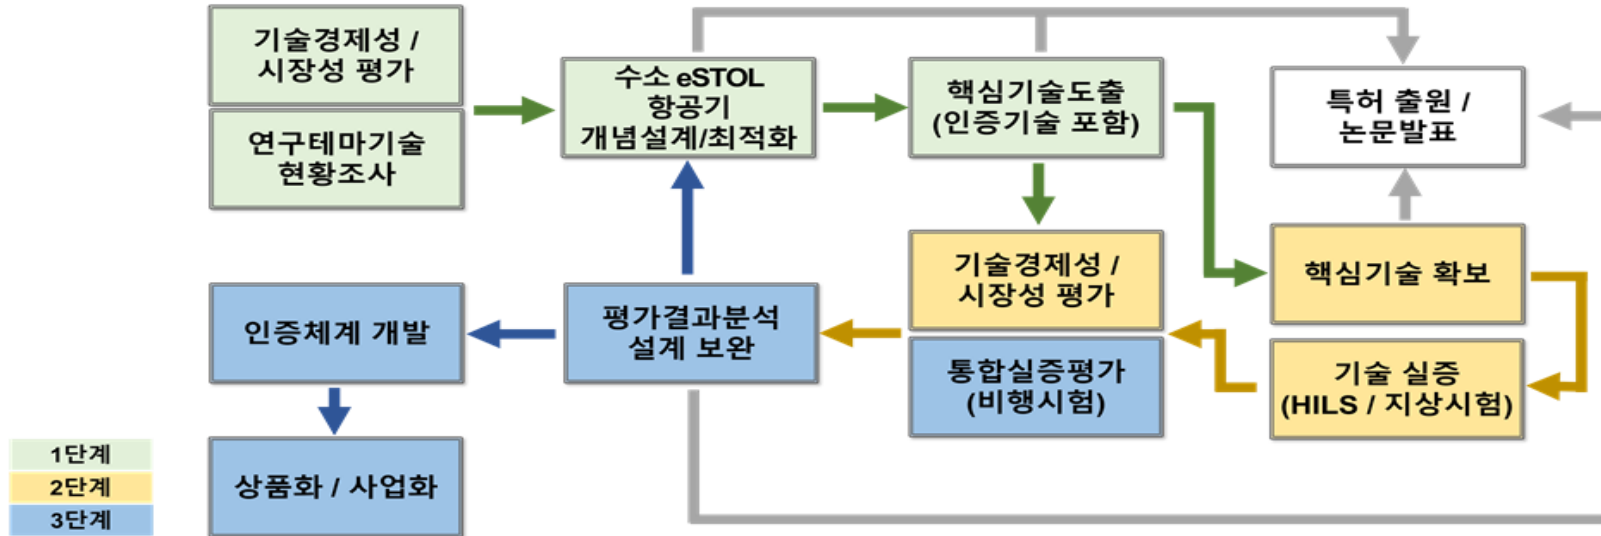 기술경제성 /
시장성 평가
연구테마기술
현황조사
수소 eSTOL
항공기
개념설계/최적화
핵심기술도출
(인증기술 포함)
특허 출원 /
논문발표
기술경제성 /
시장성 평가
핵심기술 확보
인증체계 개발
평가결과분석
설계 보완
통합실증평가
(비행시험)
기술 실증
(HILS / 지상시험)
상품화 / 사업화
1단계
2단계
3단계